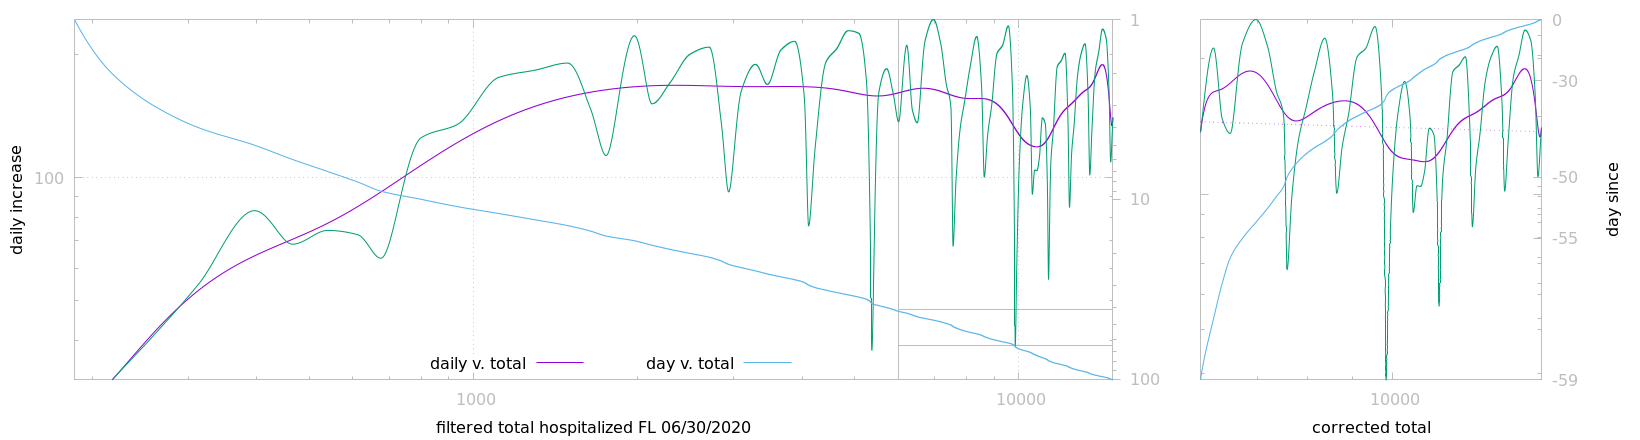 daily increase
100
1
10
100
daily v. total
day v. total
1000
10000
filtered total hospitalized FL 06/30/2020
0
-30
-50
-55
-59
day since
10000
corrected total